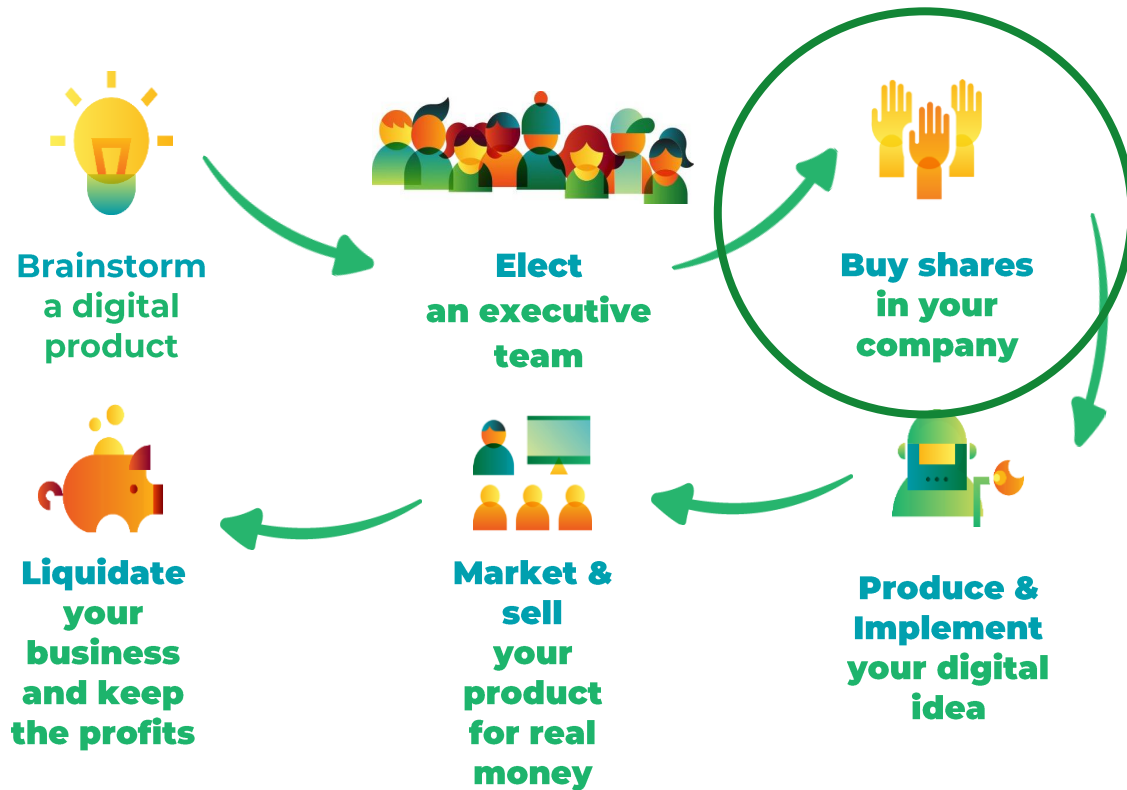 Brainstorm
a digital
product
Elect
an executive
team
Buy shares
in your
company
Produce &
Implement
your digital
idea
Market &
sell
your
product
for real
money
Liquidate
your
business
and keep
the profits